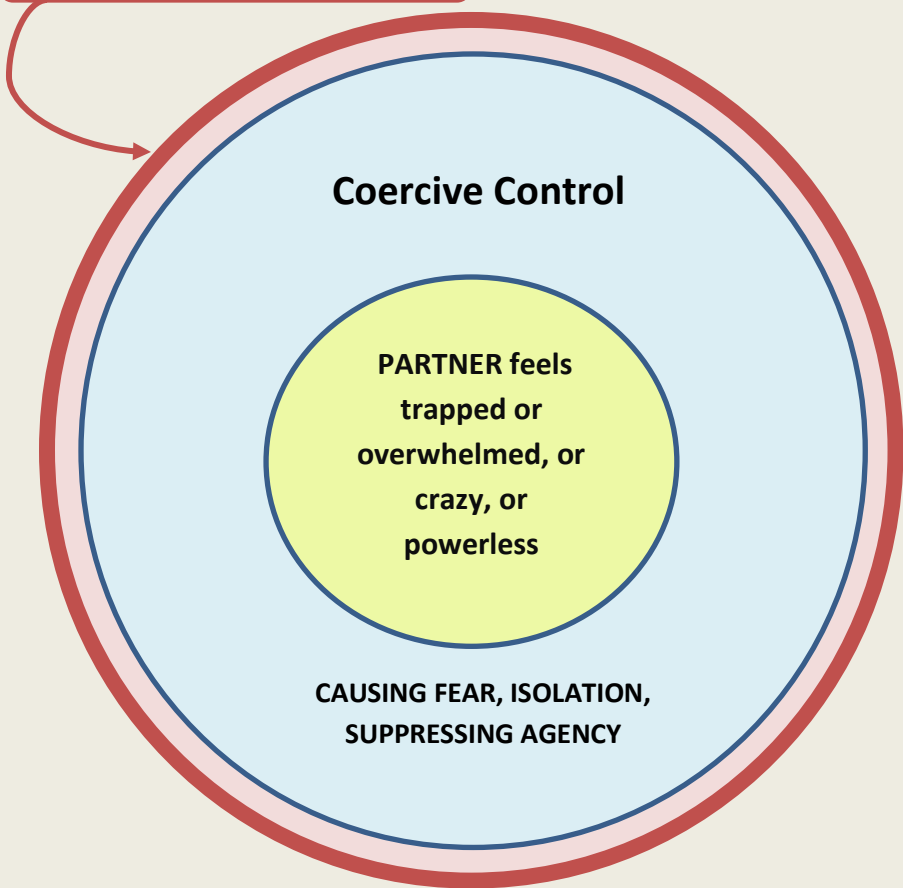 Coercive Control
PARTNER feels
trapped or
overwhelmed, or
crazy, or
powerless
CAUSING FEAR, ISOLATION,
SUPPRESSING AGENCY